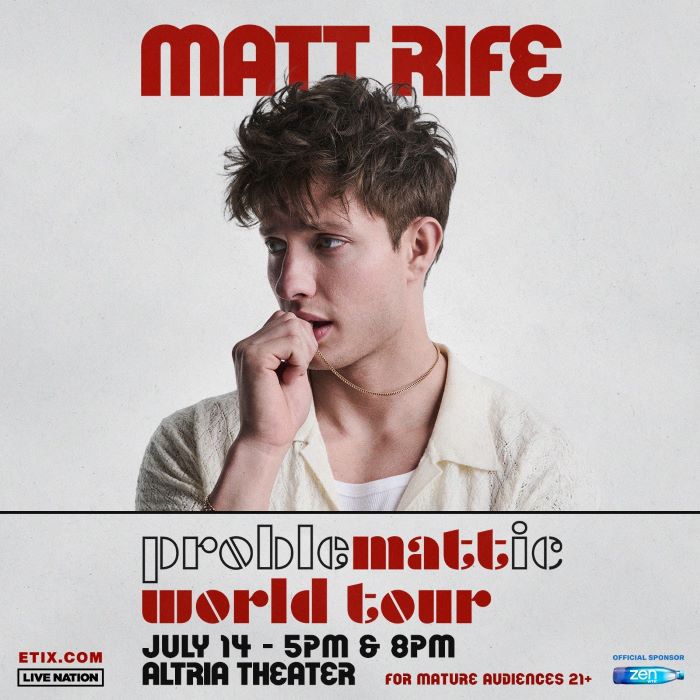 MATT RIFE
problemattic
world tour
JULY 14 - 5PM & 8PM
ALTRIA THEATER
FOR MATURE AUDIENCES 21+
ETIX.COM
LIVE NATION
OFFICIAL SPONSOR
zen